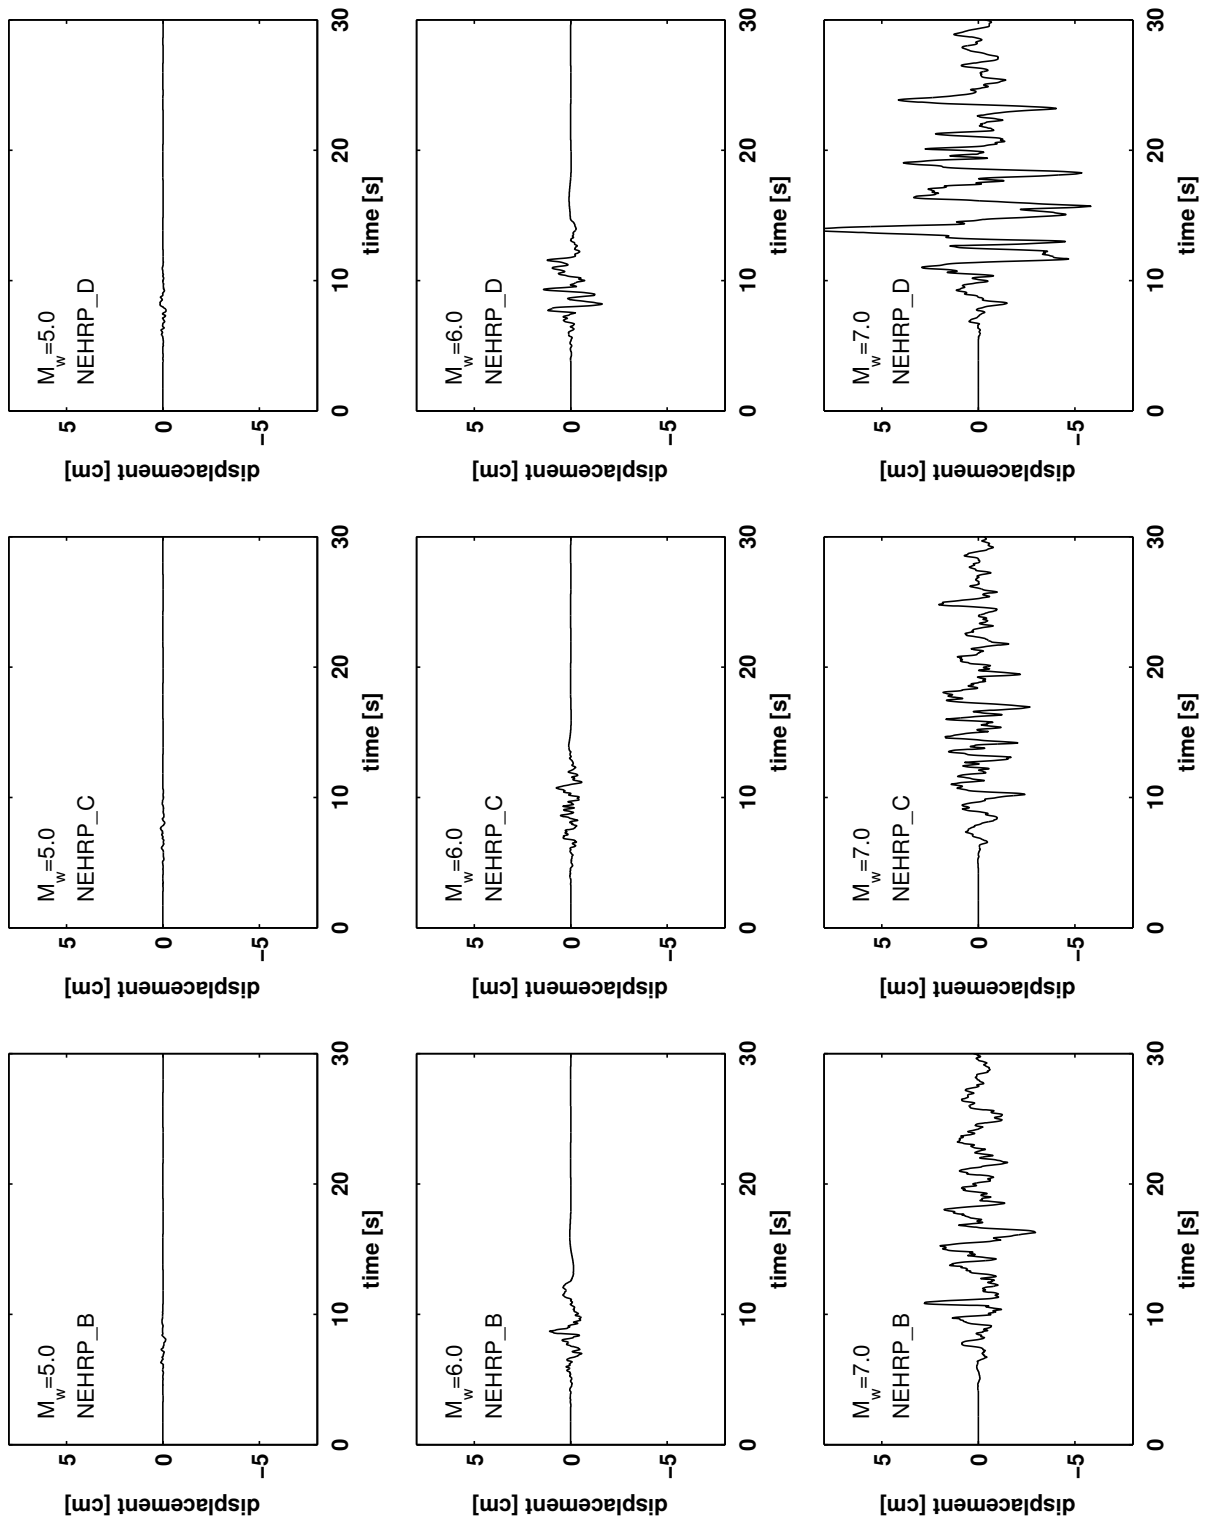 M_w=5.0
NEHRP_B
displacement [cm]
5
0
−5
0 10 20 30
time [s]
M_w=5.0
NEHRP_C
displacement [cm]
5
0
−5
0 10 20 30
time [s]
M_w=5.0
NEHRP_D
displacement [cm]
5
0
−5
0 10 20 30
time [s]
M_w=6.0
NEHRP_B
displacement [cm]
5
0
−5
0 10 20 30
time [s]
M_w=6.0
NEHRP_C
displacement [cm]
5
0
−5
0 10 20 30
time [s]
M_w=6.0
NEHRP_D
displacement [cm]
5
0
−5
0 10 20 30
time [s]
M_w=7.0
NEHRP_B
displacement [cm]
5
0
−5
0 10 20 30
time [s]
M_w=7.0
NEHRP_C
displacement [cm]
5
0
−5
0 10 20 30
time [s]
M_w=7.0
NEHRP_D
displacement [cm]
5
0
−5
0 10 20 30
time [s]